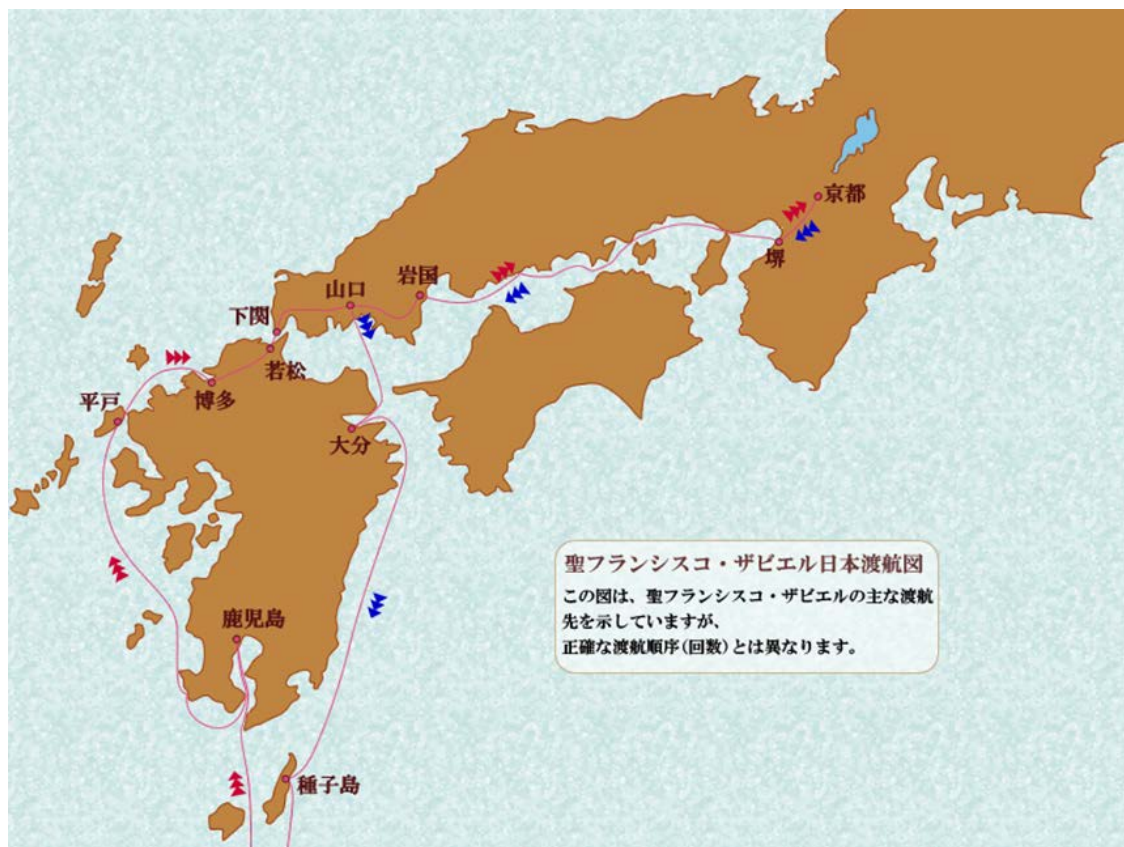 京都
堺
岩国
山口
下関
若松
博多
平戸
大分
聖フランシスコ・ザビエル日本渡航図
この図は、聖フランシスコ・ザビエルの主な渡航
先を示していますが、
正確な渡航順序(回数)とは異なります。
鹿児島
種子島